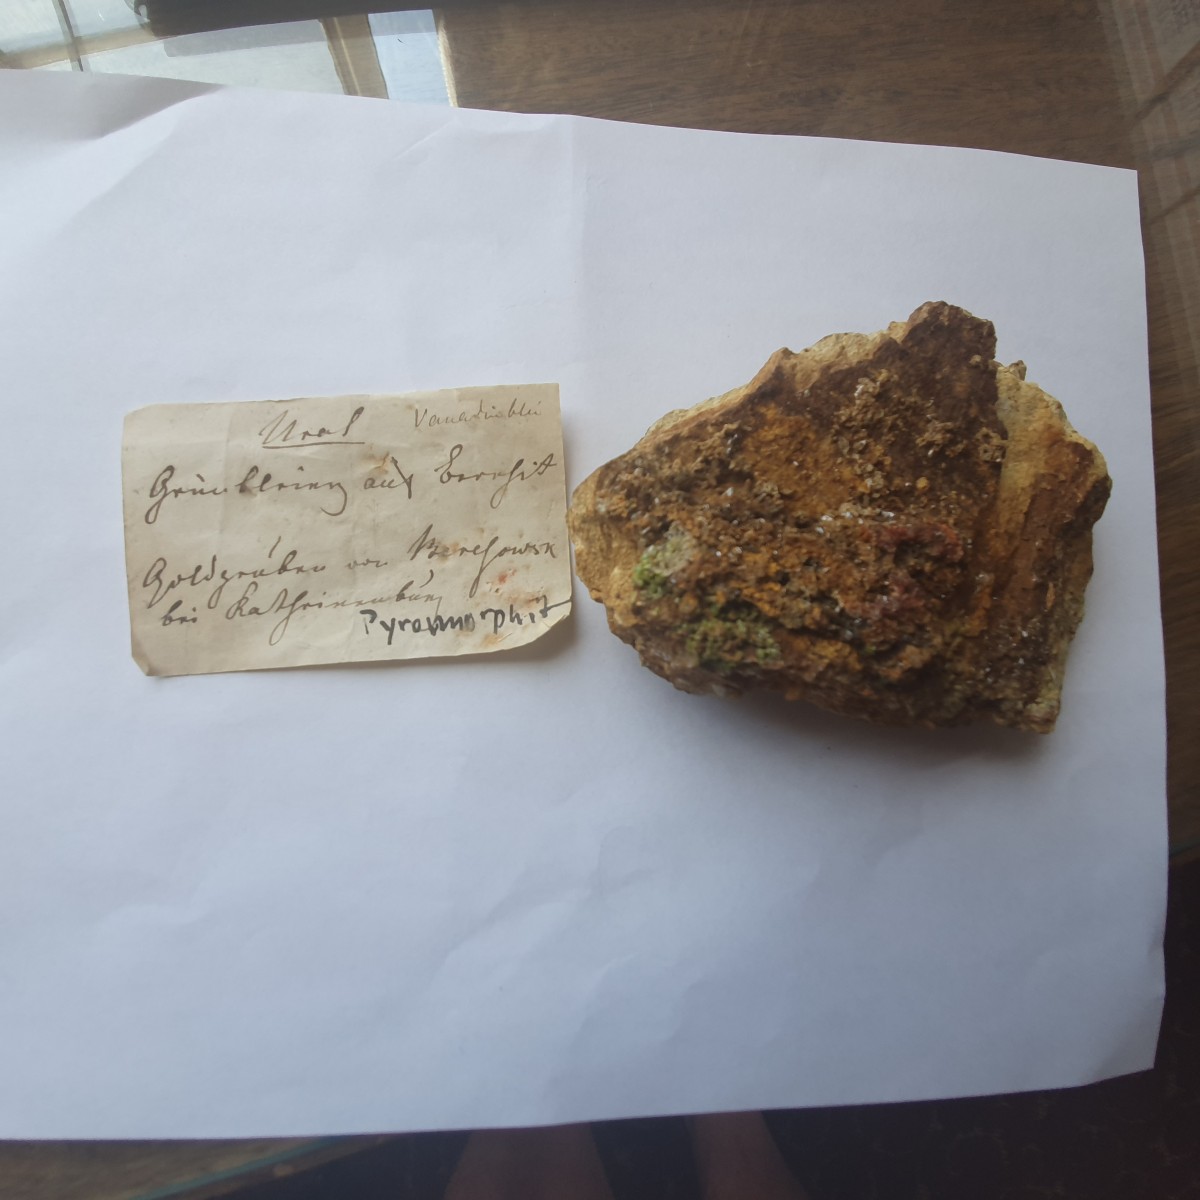 Ural Vanadinblei
Grünbleierz auf Beresit
Goldgruben von Beresowsk
bei Katharinenburg
Pyromorphit